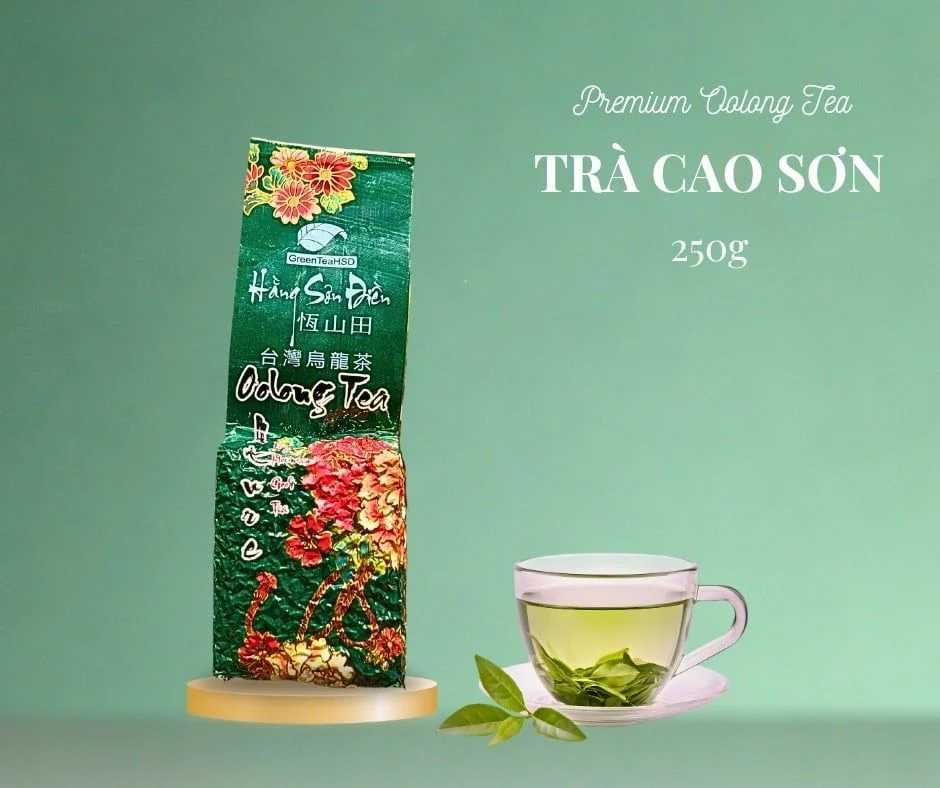 Premium Oolong Tea
TRÀ CAO SƠN
250g
GreenTeaHSD
Hằng Sơn Điền
恆山田
台灣烏龍茶
Oolong Tea
Tea